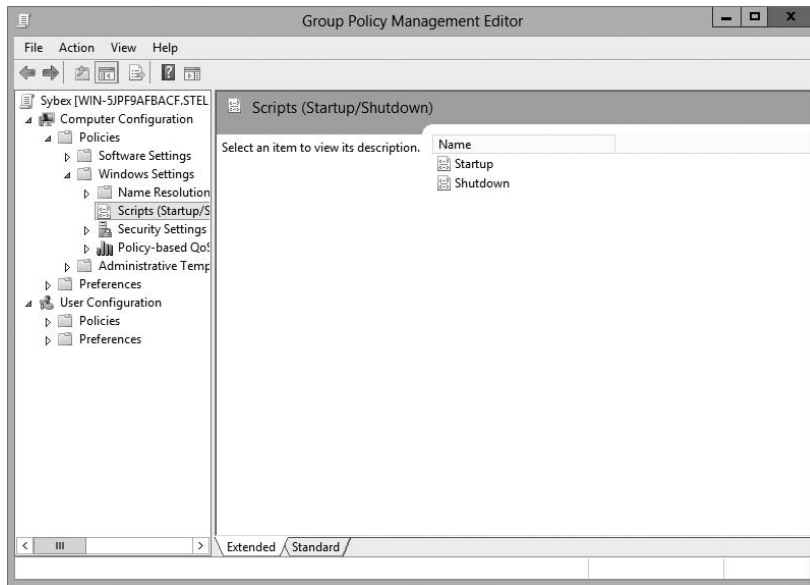 Group Policy Management Editor
File Action View Help
Sybex [WIN-5JPF9AFBACF.STEL
Computer Configuration
Policies
Software Settings
Windows Settings
Name Resolution
Scripts (Startup/S
Security Settings
Policy-based QoS
Administrative Temp
Preferences
User Configuration
Policies
Preferences
Scripts (Startup/Shutdown)
Select an item to view its description.
Name
Startup
Shutdown
Extended Standard